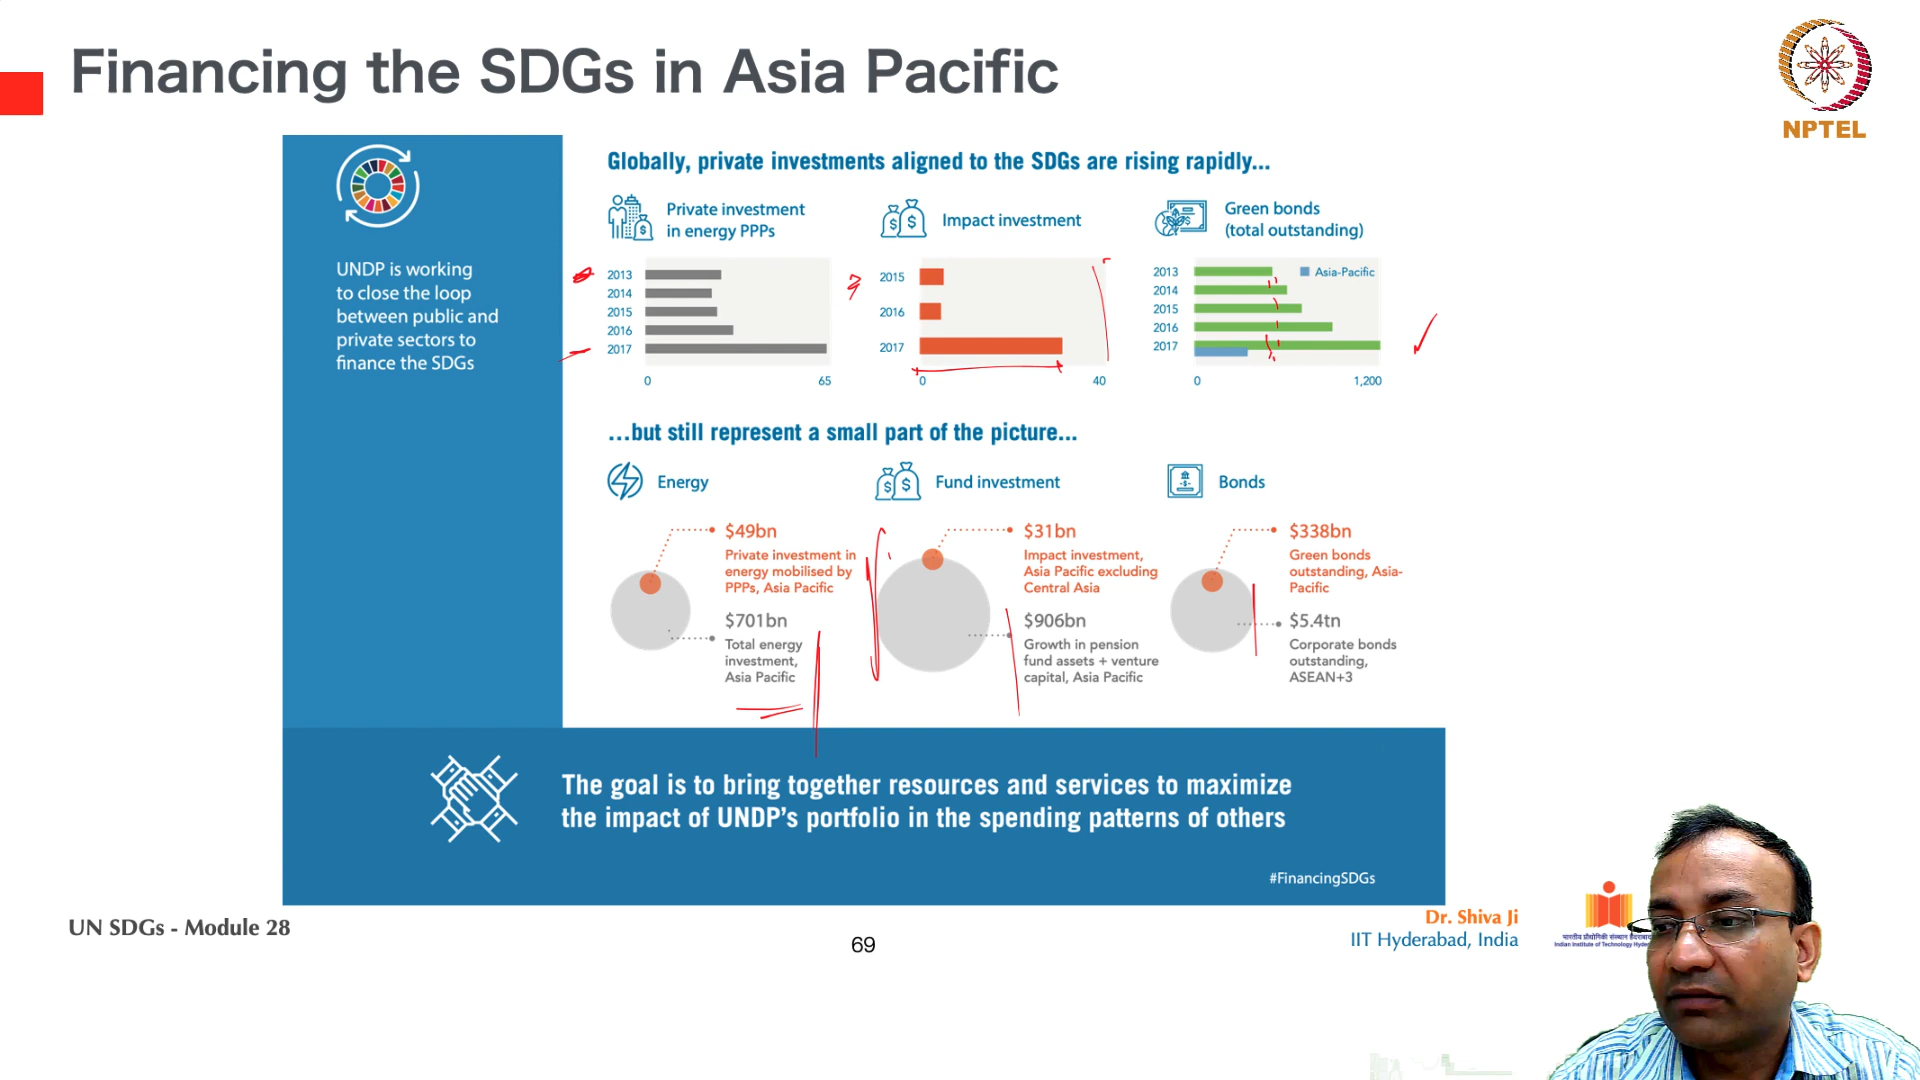 Financing the SDGs in Asia Pacific
NPTEL
UNDP is working
to close the loop
between public and
private sectors to
finance the SDGs
Globally, private investments aligned to the SDGs are rising rapidly...
Private investment
in energy PPPs
2013
2014
2015
2016
2017
0 65
Impact investment
2015
2016
2017
0 40
Green bonds
(total outstanding)
Asia-Pacific
2013
2014
2015
2016
2017
0 1,200
...but still represent a small part of the picture...
Energy
$49bn
Private investment in
energy mobilised by
PPPs, Asia Pacific
$701bn
Total energy
investment,
Asia Pacific
Fund investment
$31bn
Impact investment,
Asia Pacific excluding
Central Asia
$906bn
Growth in pension
fund assets + venture
capital, Asia Pacific
Bonds
$338bn
Green bonds
outstanding, Asia-
Pacific
$5.4tn
Corporate bonds
outstanding,
ASEAN+3
The goal is to bring together resources and services to maximize
the impact of UNDP's portfolio in the spending patterns of others
#FinancingSDGs
UN SDGs - Module 28
69
Dr. Shiva Ji
IIT Hyderabad, India
Indian Institute of Technology